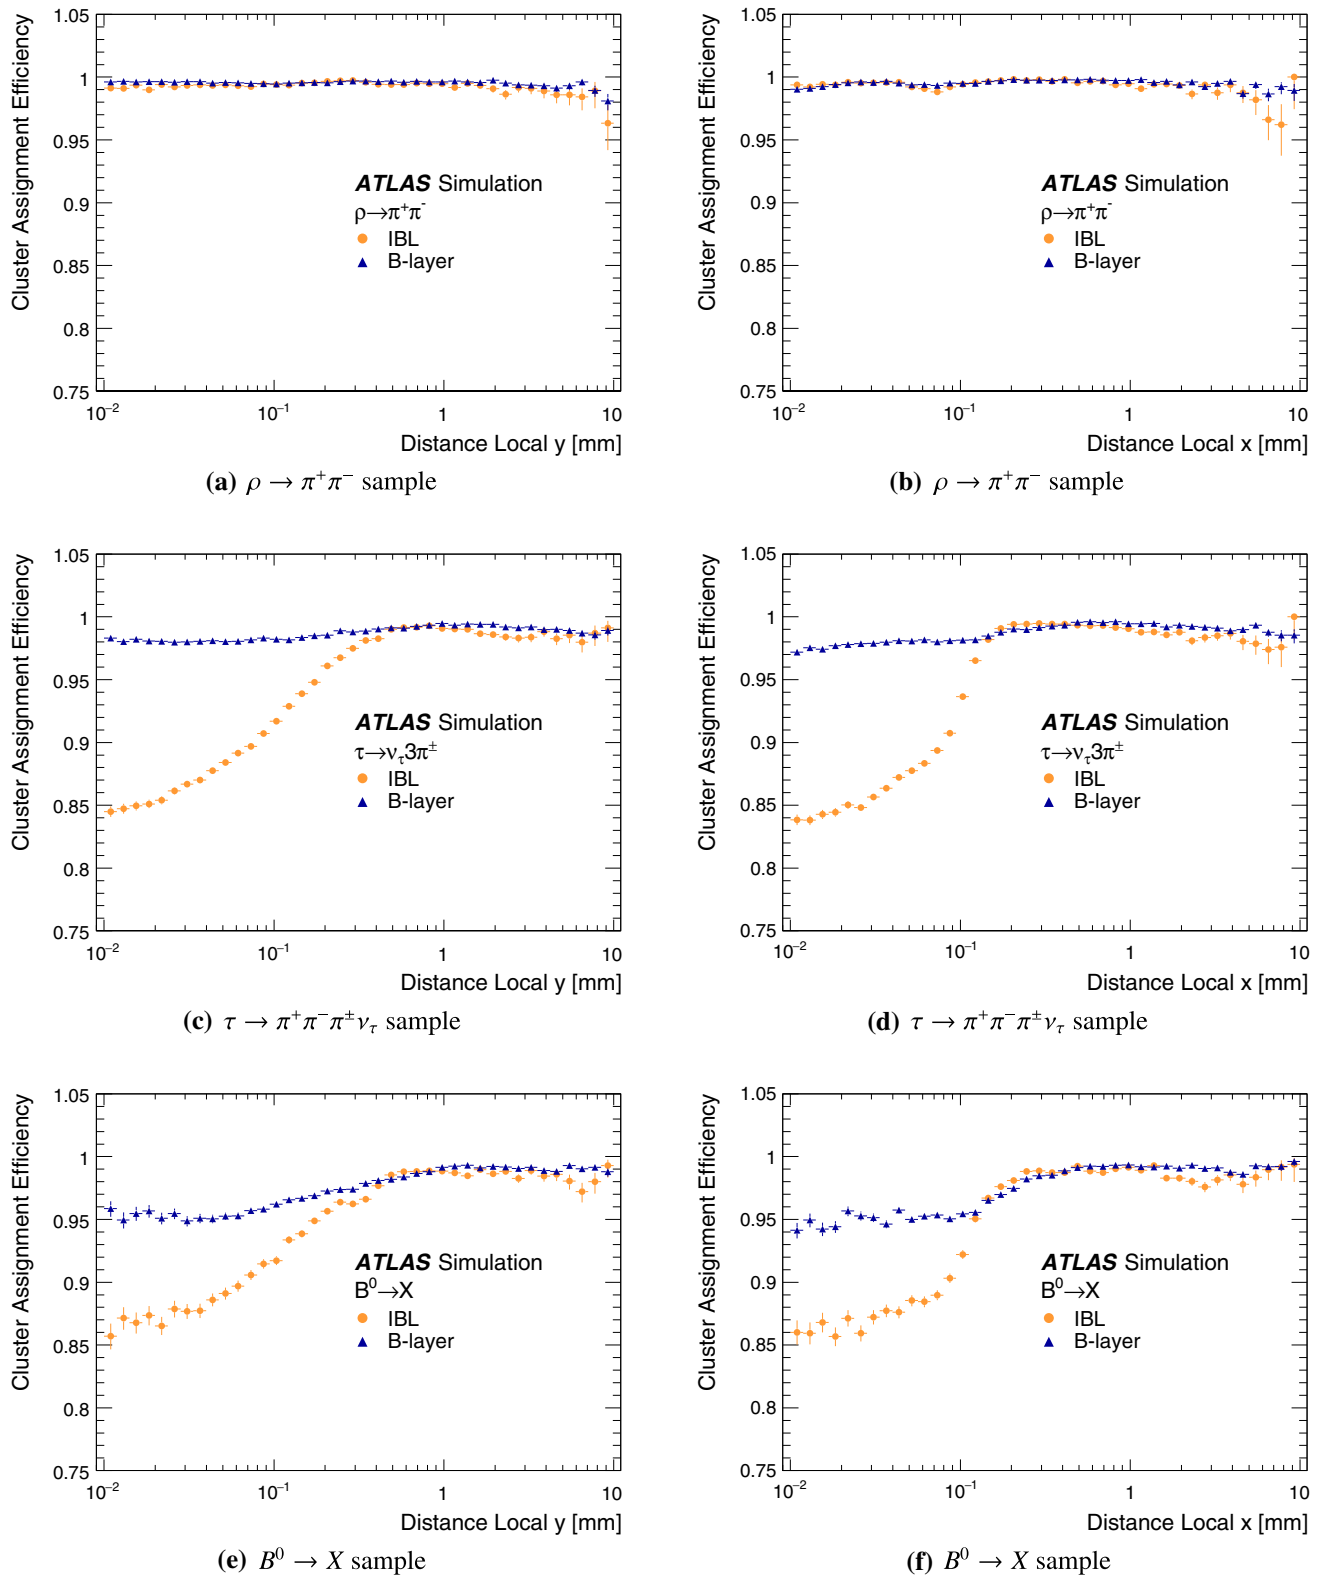 Cluster Assignment Efficiency
1.05
1
0.95
0.9
0.85
0.8
0.75
ATLAS Simulation
ρ→π⁺π⁻
IBL
B-layer
10⁻²
10⁻¹
1
10
Distance Local y [mm]
(a) ρ → π⁺π⁻ sample
Cluster Assignment Efficiency
1.05
1
0.95
0.9
0.85
0.8
0.75
ATLAS Simulation
ρ→π⁺π⁻
IBL
B-layer
10⁻²
10⁻¹
1
10
Distance Local x [mm]
(b) ρ → π⁺π⁻ sample
Cluster Assignment Efficiency
1.05
1
0.95
0.9
0.85
0.8
0.75
ATLAS Simulation
τ→ν_τ3π±
IBL
B-layer
10⁻²
10⁻¹
1
10
Distance Local y [mm]
(c) τ → π⁺π⁻π±ν_τ sample
Cluster Assignment Efficiency
1.05
1
0.95
0.9
0.85
0.8
0.75
ATLAS Simulation
τ→ν_τ3π±
IBL
B-layer
10⁻²
10⁻¹
1
10
Distance Local x [mm]
(d) τ → π⁺π⁻π±ν_τ sample
Cluster Assignment Efficiency
1.05
1
0.95
0.9
0.85
0.8
0.75
ATLAS Simulation
B⁰→X
IBL
B-layer
10⁻²
10⁻¹
1
10
Distance Local y [mm]
(e) B⁰ → X sample
Cluster Assignment Efficiency
1.05
1
0.95
0.9
0.85
0.8
0.75
ATLAS Simulation
B⁰→X
IBL
B-layer
10⁻²
10⁻¹
1
10
Distance Local x [mm]
(f) B⁰ → X sample